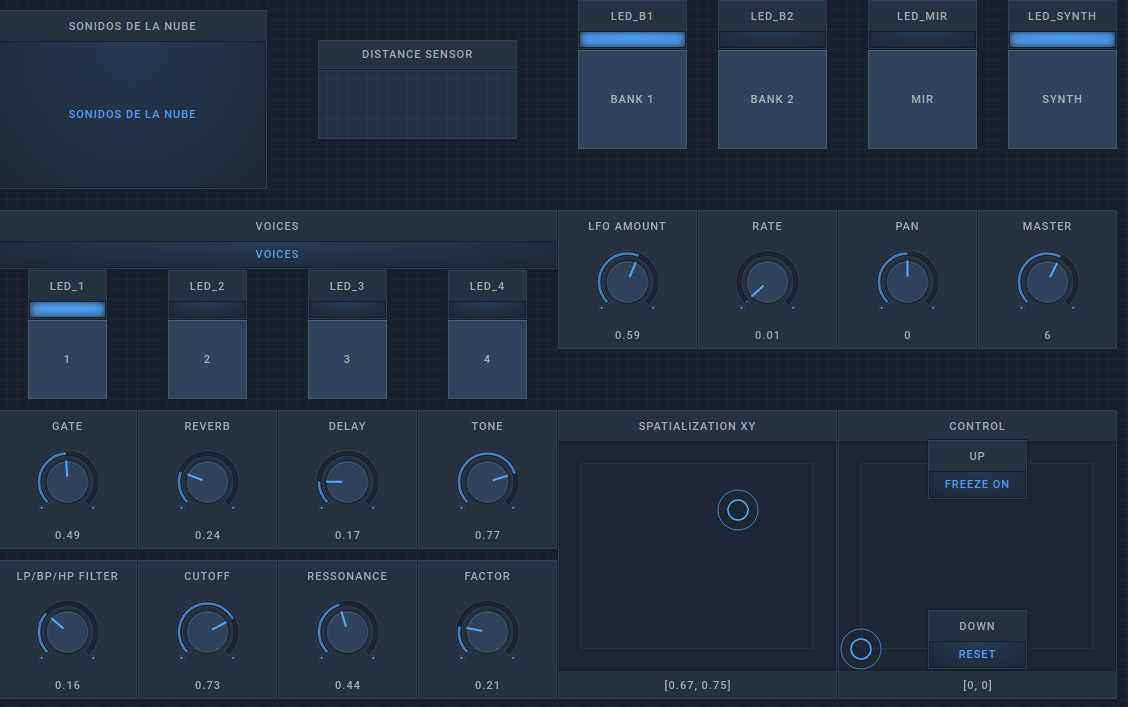 SONIDOS DE LA NUBE
SONIDOS DE LA NUBE
DISTANCE SENSOR
LED_B1
LED_B2
LED_MIR
LED_SYNTH
BANK 1
BANK 2
MIR
SYNTH
VOICES
VOICES
LED_1
LED_2
LED_3
LED_4
1
2
3
4
LFO AMOUNT
RATE
PAN
MASTER
0.59
0.01
0
6
GATE
REVERB
DELAY
TONE
0.49
0.24
0.17
0.77
LP/BP/HP FILTER
CUTOFF
RESSONANCE
FACTOR
0.16
0.73
0.44
0.21
SPATIALIZATION XY
[0.67, 0.75]
CONTROL
UP
FREEZE ON
DOWN
RESET
[0, 0]